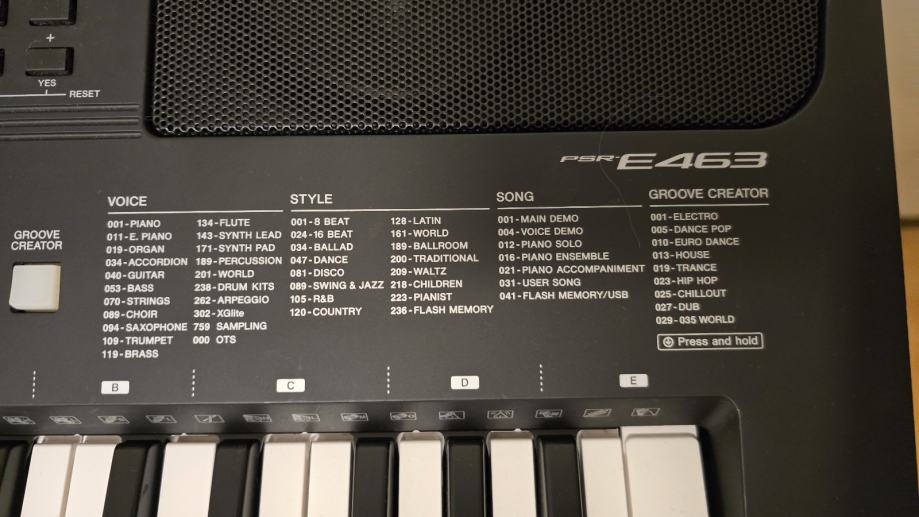 +
YES
RESET
PSR-E463
GROOVE
CREATOR
VOICE
001-PIANO
011-E. PIANO
019-ORGAN
034-ACCORDION
040-GUITAR
053-BASS
070-STRINGS
089-CHOIR
094-SAXOPHONE
109-TRUMPET
119-BRASS
134-FLUTE
143-SYNTH LEAD
171-SYNTH PAD
189-PERCUSSION
201-WORLD
238-DRUM KITS
262-ARPEGGIO
302-XGlite
759 SAMPLING
000 OTS
STYLE
001-8 BEAT
024-16 BEAT
034-BALLAD
047-DANCE
081-DISCO
089-SWING & JAZZ
105-R&B
120-COUNTRY
128-LATIN
161-WORLD
189-BALLROOM
200-TRADITIONAL
209-WALTZ
218-CHILDREN
223-PIANIST
236-FLASH MEMORY
SONG
001-MAIN DEMO
004-VOICE DEMO
012-PIANO SOLO
016-PIANO ENSEMBLE
021-PIANO ACCOMPANIMENT
031-USER SONG
041-FLASH MEMORY/USB
GROOVE CREATOR
001-ELECTRO
005-DANCE POP
010-EURO DANCE
013-HOUSE
019-TRANCE
023-HIP HOP
025-CHILLOUT
027-DUB
029-035 WORLD
Press and hold
B
C
D
E